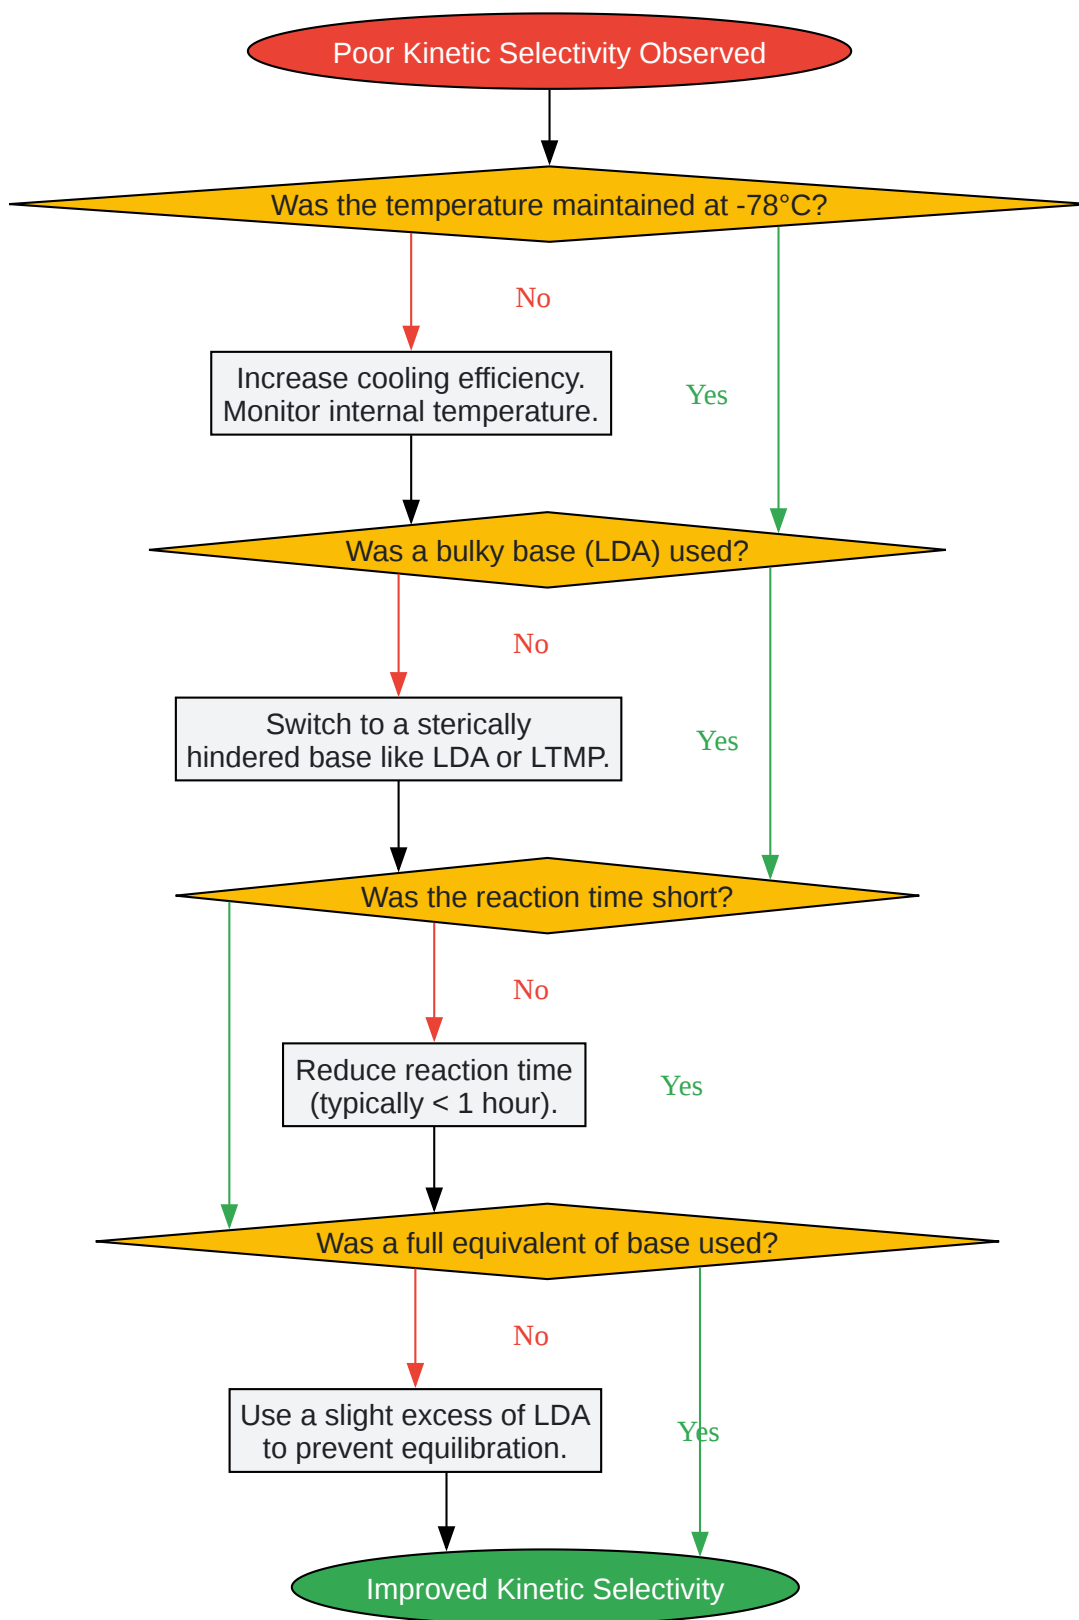 Poor Kinetic Selectivity Observed
Was the temperature maintained at -78°C?
No
Increase cooling efficiency.
Monitor internal temperature.
Yes
Was a bulky base (LDA) used?
No
Switch to a sterically
hindered base like LDA or LTMP.
Yes
Was the reaction time short?
No
Reduce reaction time
(typically < 1 hour).
Yes
Was a full equivalent of base used?
No
Use a slight excess of LDA
to prevent equilibration.
Yes
Improved Kinetic Selectivity